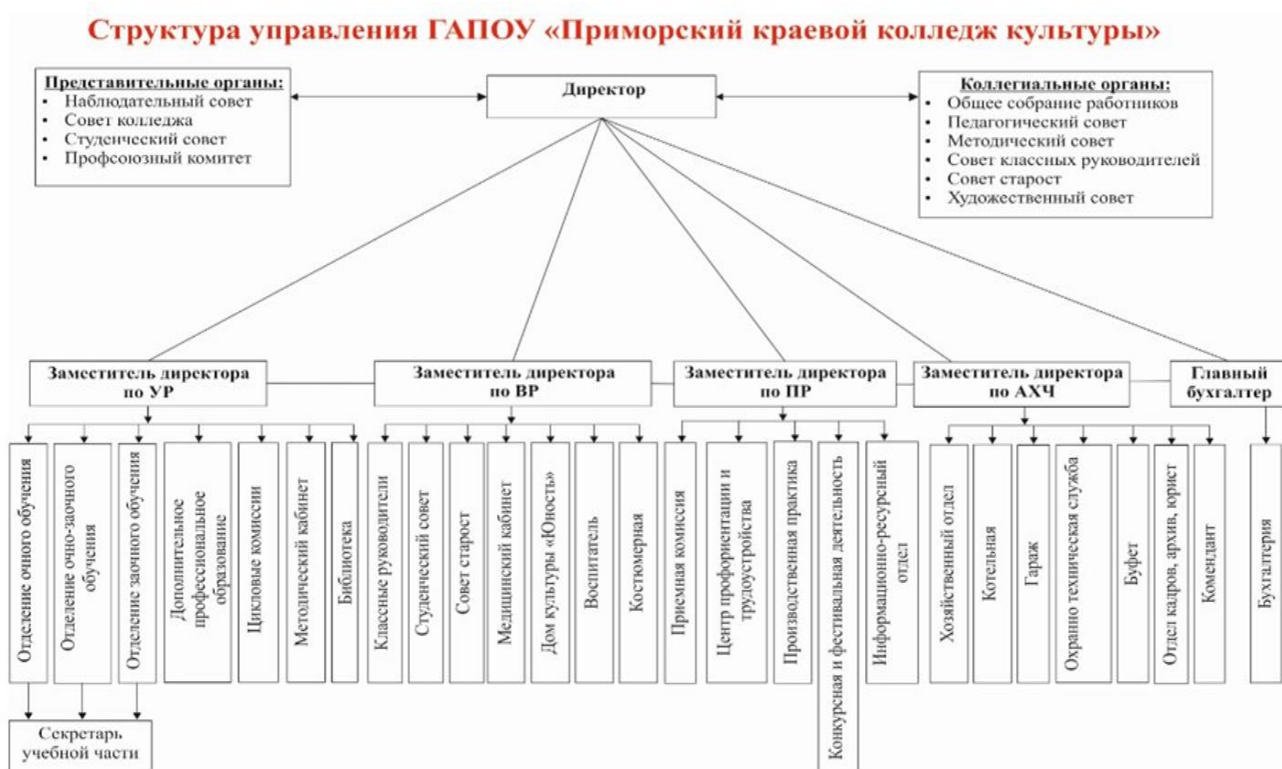 Структура управления ГАПОУ «Приморский краевой колледж культуры»
Представительные органы:
• Наблюдательный совет
• Совет колледжа
• Студенческий совет
• Профсоюзный комитет
Директор
Коллегиальные органы:
• Общее собрание работников
• Педагогический совет
• Методический совет
• Совет классных руководителей
• Совет старост
• Художественный совет
Заместитель директора
по УР
Заместитель директора
по ВР
Заместитель директора
по ПР
Заместитель директора
по АХЧ
Главный
бухгалтер
Отделение очного обучения
Отделение очно-заочного
обучения
Отделение заочного обучения
Дополнительное
профессиональное
образование
Цикловые комиссии
Методический кабинет
Библиотека
Классные руководители
Студенческий совет
Совет старост
Медицинский кабинет
Дом культуры «Юность»
Воспитатель
Костюмерная
Приемная комиссия
Центр профориентации и
трудоустройства
Производственная практика
Конкурсная и фестивальная деятельность
Информационно-ресурсный
отдел
Хозяйственный отдел
Котельная
Гараж
Охранно техническая служба
Буфет
Отдел кадров, архив, юрист
Комендант
Бухгалтерия
Секретарь
учебной части